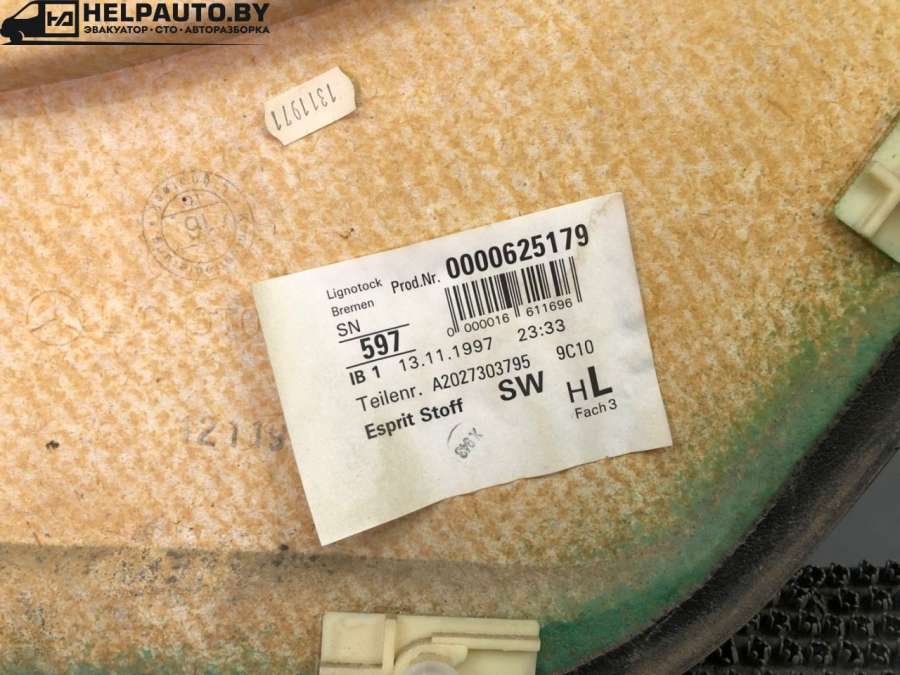 HELPAUTO.BY
ЭВАКУАТОР · СТО · АВТОРАЗБОРКА
1311971
Lignotock Prod.Nr. 0000625179
Bremen
SN
0 000016 611696
597
IB 1 13.11.1997 23:33
Teilenr. A2027303795 9C10
Esprit Stoff SW HL
Fach 3